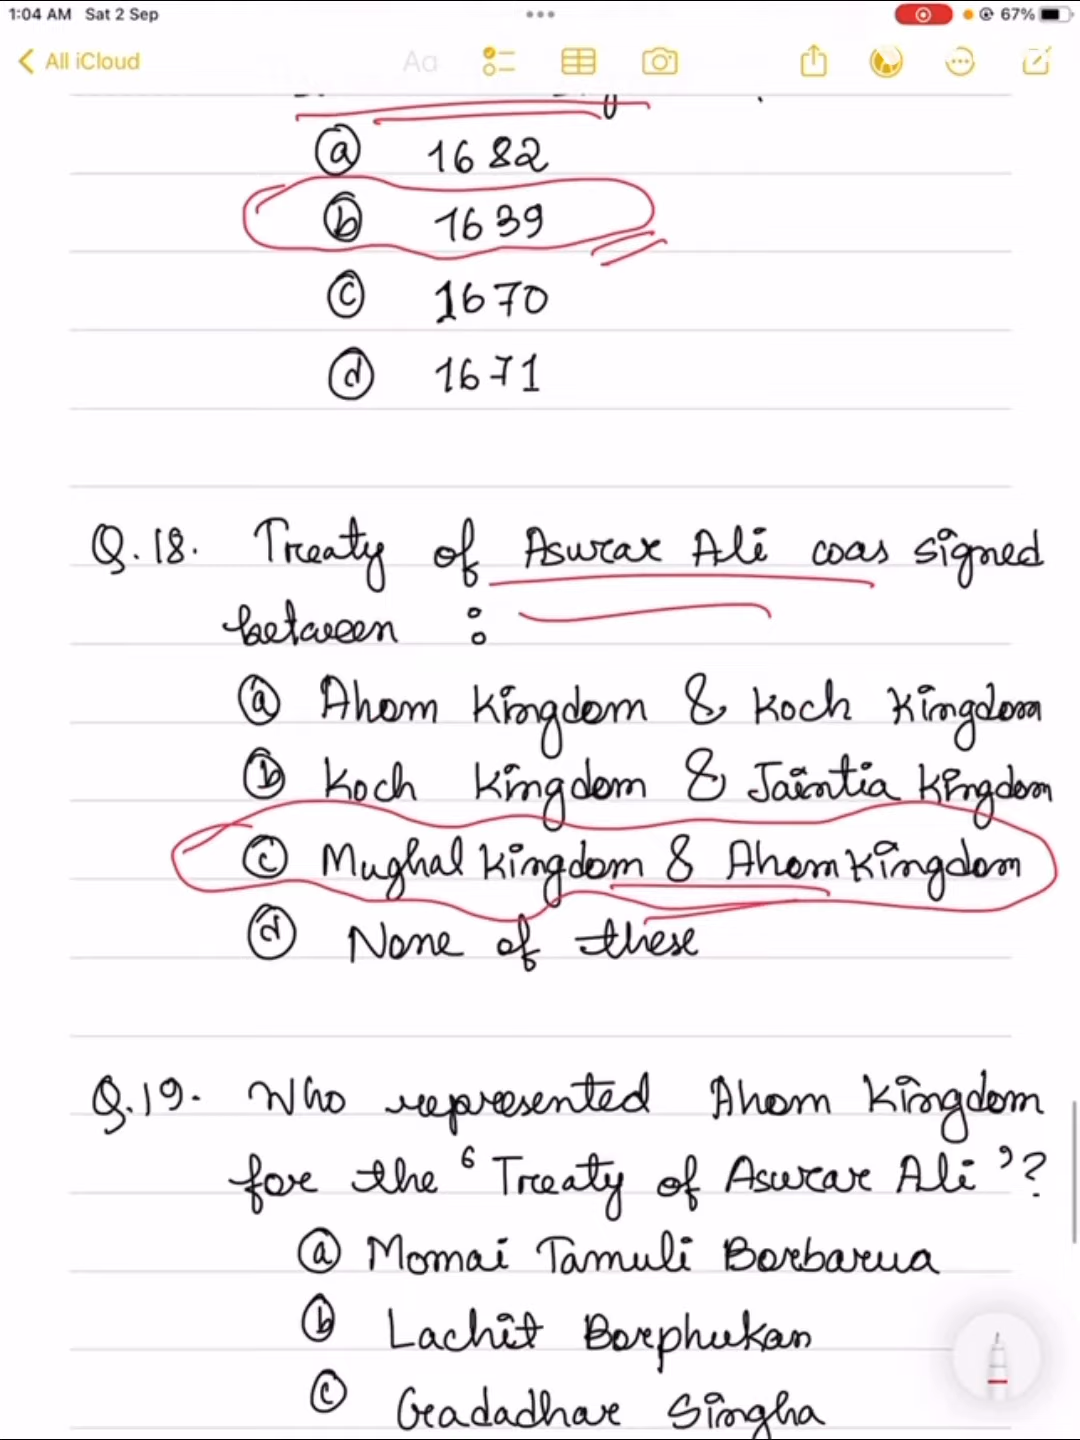 1:04 AM Sat 2 Sep
67%
All iCloud
Aa
a 1682
b 1639
c 1670
d 1671
Q.18. Treaty of Asurar Ali was signed
between :
a Ahom Kingdom & Koch Kingdom
b Koch Kingdom & Jaintia Kingdom
c Mughal Kingdom & Ahom Kingdom
d None of these
Q.19. Who represented Ahom Kingdom
for the ‘Treaty of Asurar Ali’?
a Momai Tamuli Borbarua
b Lachit Borphukan
c Gadadhar Singha